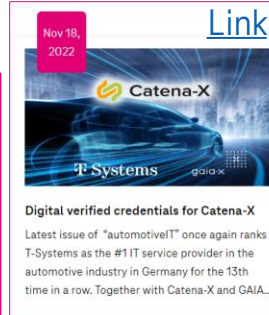 Link
Nov 18,
2022
Catena-X
T Systems
gaia-x
Digital verified credentials for Catena-X
Latest issue of “automotiveIT” once again ranks
T-Systems as the #1 IT service provider in the
automotive industry in Germany for the 13th
time in a row. Together with Catena-X and GAIA...